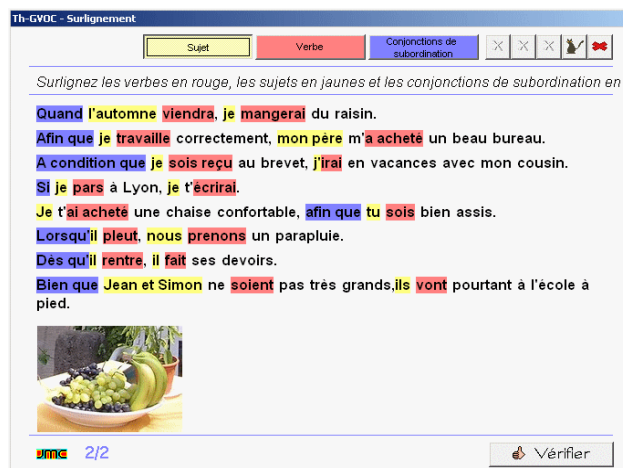 Th-GVOC - Surlignement
Sujet
Verbe
Conjonctions de
subordination
Surlignez les verbes en rouge, les sujets en jaunes et les conjonctions de subordination en
Quand l'automne viendra, je mangerai du raisin.
Afin que je travaille correctement, mon père m'a acheté un beau bureau.
A condition que je sois reçu au brevet, j'irai en vacances avec mon cousin.
Si je pars à Lyon, je t'écrirai.
Je t'ai acheté une chaise confortable, afin que tu sois bien assis.
Lorsqu'il pleut, nous prenons un parapluie.
Dès qu'il rentre, il fait ses devoirs.
Bien que Jean et Simon ne soient pas très grands,ils vont pourtant à l'école à
pied.
JMC 2/2
Vérifier